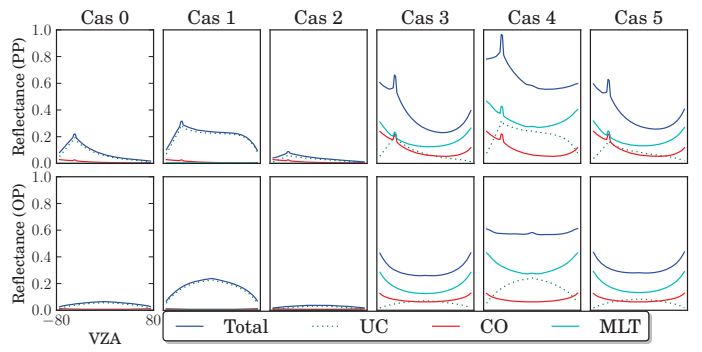 Cas 0 Cas 1 Cas 2 Cas 3 Cas 4 Cas 5
Reflectance (PP)
1.0
0.8
0.6
0.4
0.2
0.0
Reflectance (OP)
1.0
0.8
0.6
0.4
0.2
0.0
−80 80
VZA
Total UC CO MLT